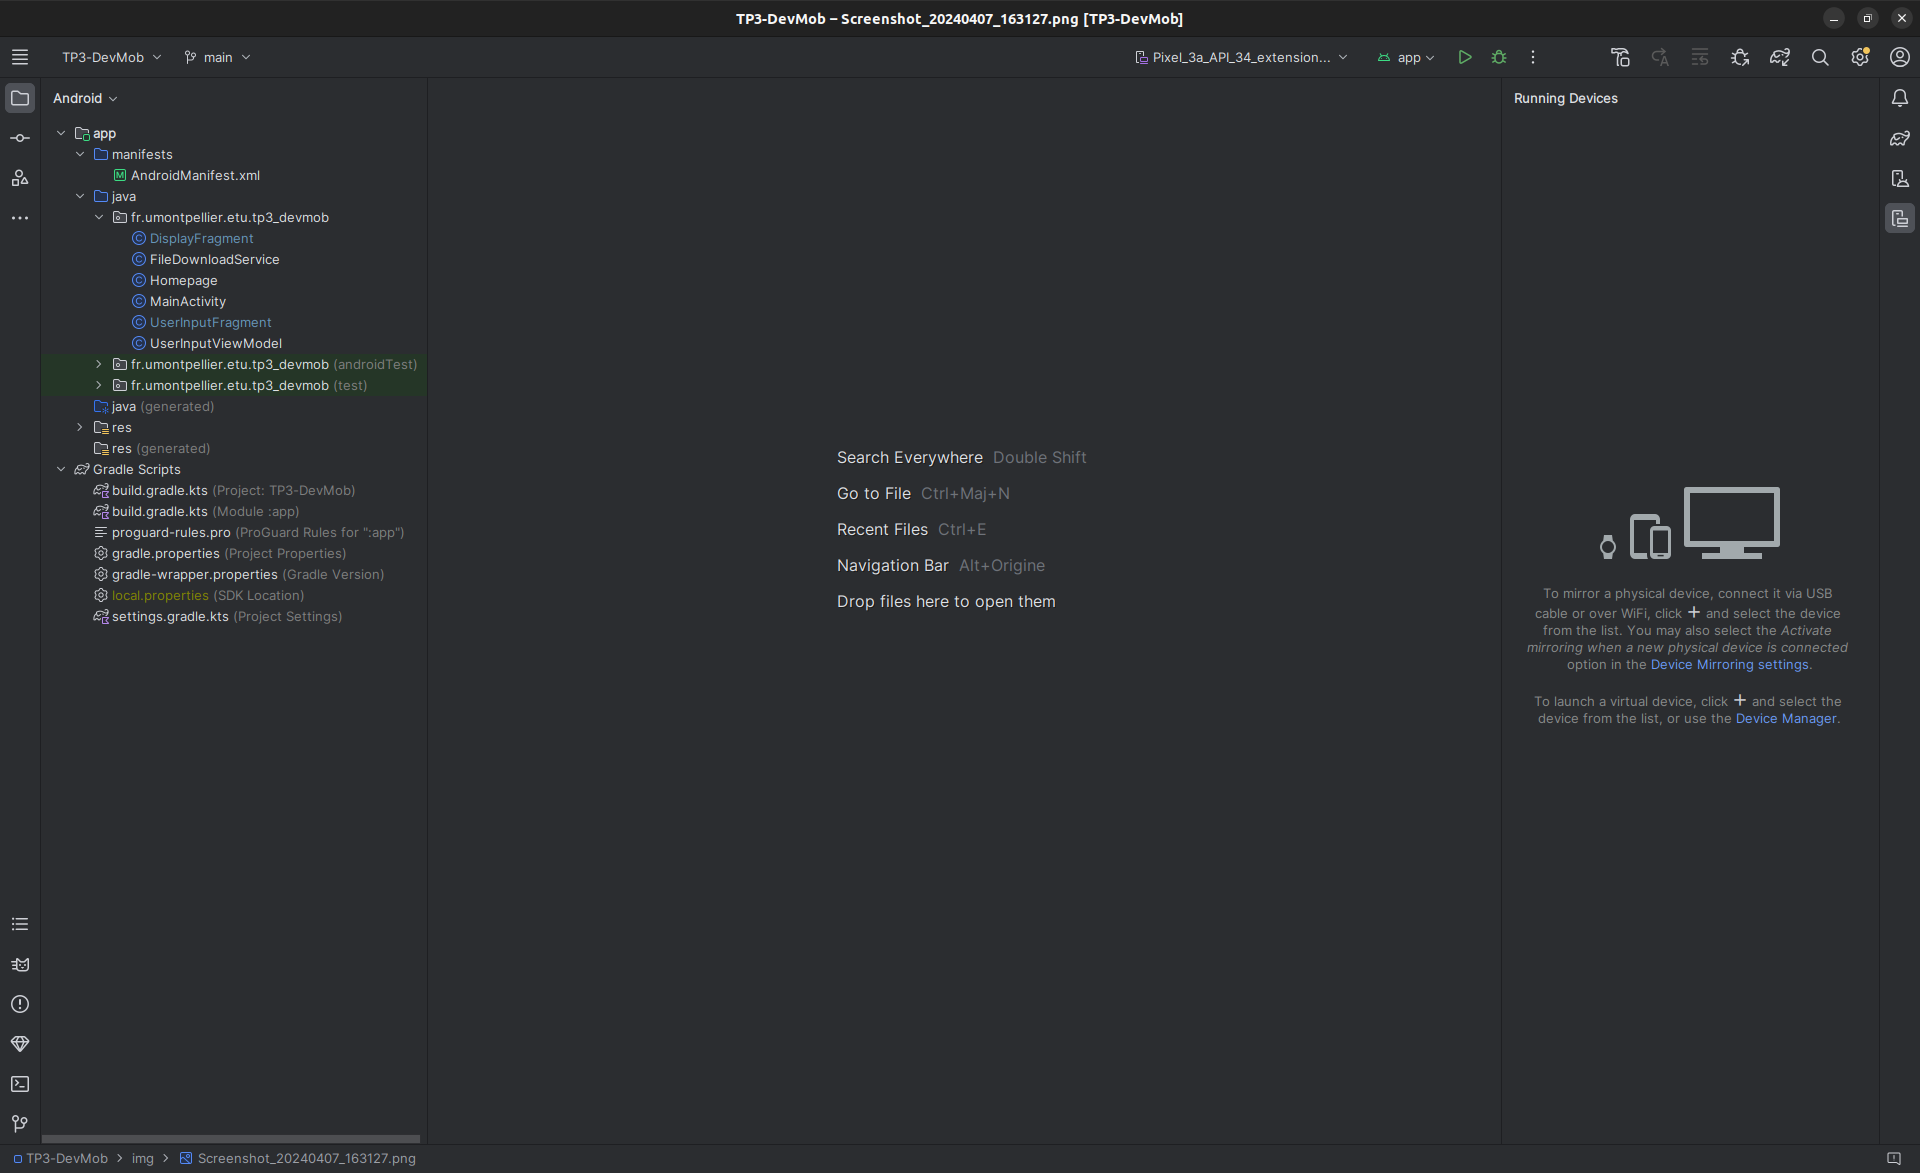 TP3-DevMob – Screenshot_20240407_163127.png [TP3-DevMob]
TP3-DevMob
main
Pixel_3a_API_34_extension...
app
Android
app
manifests
AndroidManifest.xml
java
fr.umontpellier.etu.tp3_devmob
DisplayFragment
FileDownloadService
Homepage
MainActivity
UserInputFragment
UserInputViewModel
fr.umontpellier.etu.tp3_devmob (androidTest)
fr.umontpellier.etu.tp3_devmob (test)
java (generated)
res
res (generated)
Gradle Scripts
build.gradle.kts (Project: TP3-DevMob)
build.gradle.kts (Module :app)
proguard-rules.pro (ProGuard Rules for ":app")
gradle.properties (Project Properties)
gradle-wrapper.properties (Gradle Version)
local.properties (SDK Location)
settings.gradle.kts (Project Settings)
Search Everywhere Double Shift
Go to File Ctrl+Maj+N
Recent Files Ctrl+E
Navigation Bar Alt+Origine
Drop files here to open them
Running Devices
To mirror a physical device, connect it via USB
cable or over WiFi, click + and select the device
from the list. You may also select the Activate
mirroring when a new physical device is connected
option in the Device Mirroring settings.
To launch a virtual device, click + and select the
device from the list, or use the Device Manager.
TP3-DevMob > img > Screenshot_20240407_163127.png